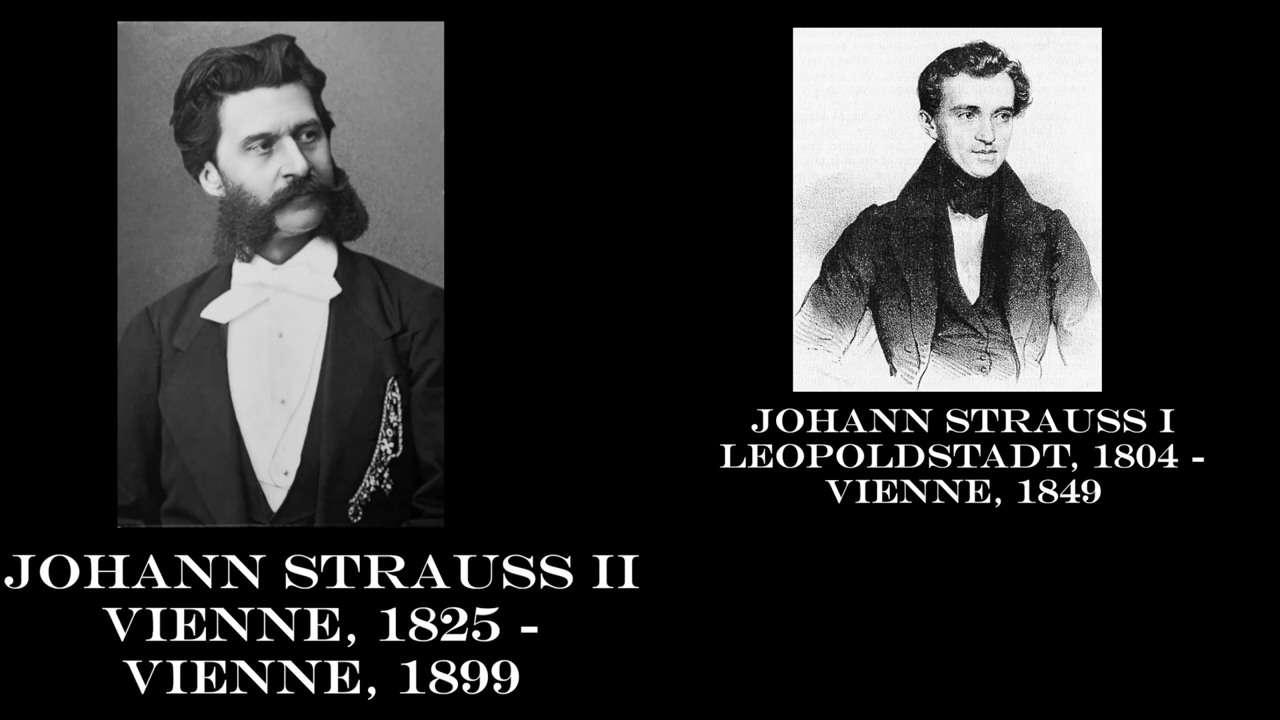 JOHANN STRAUSS II
VIENNE, 1825 -
VIENNE, 1899
JOHANN STRAUSS I
LEOPOLDSTADT, 1804 -
VIENNE, 1849